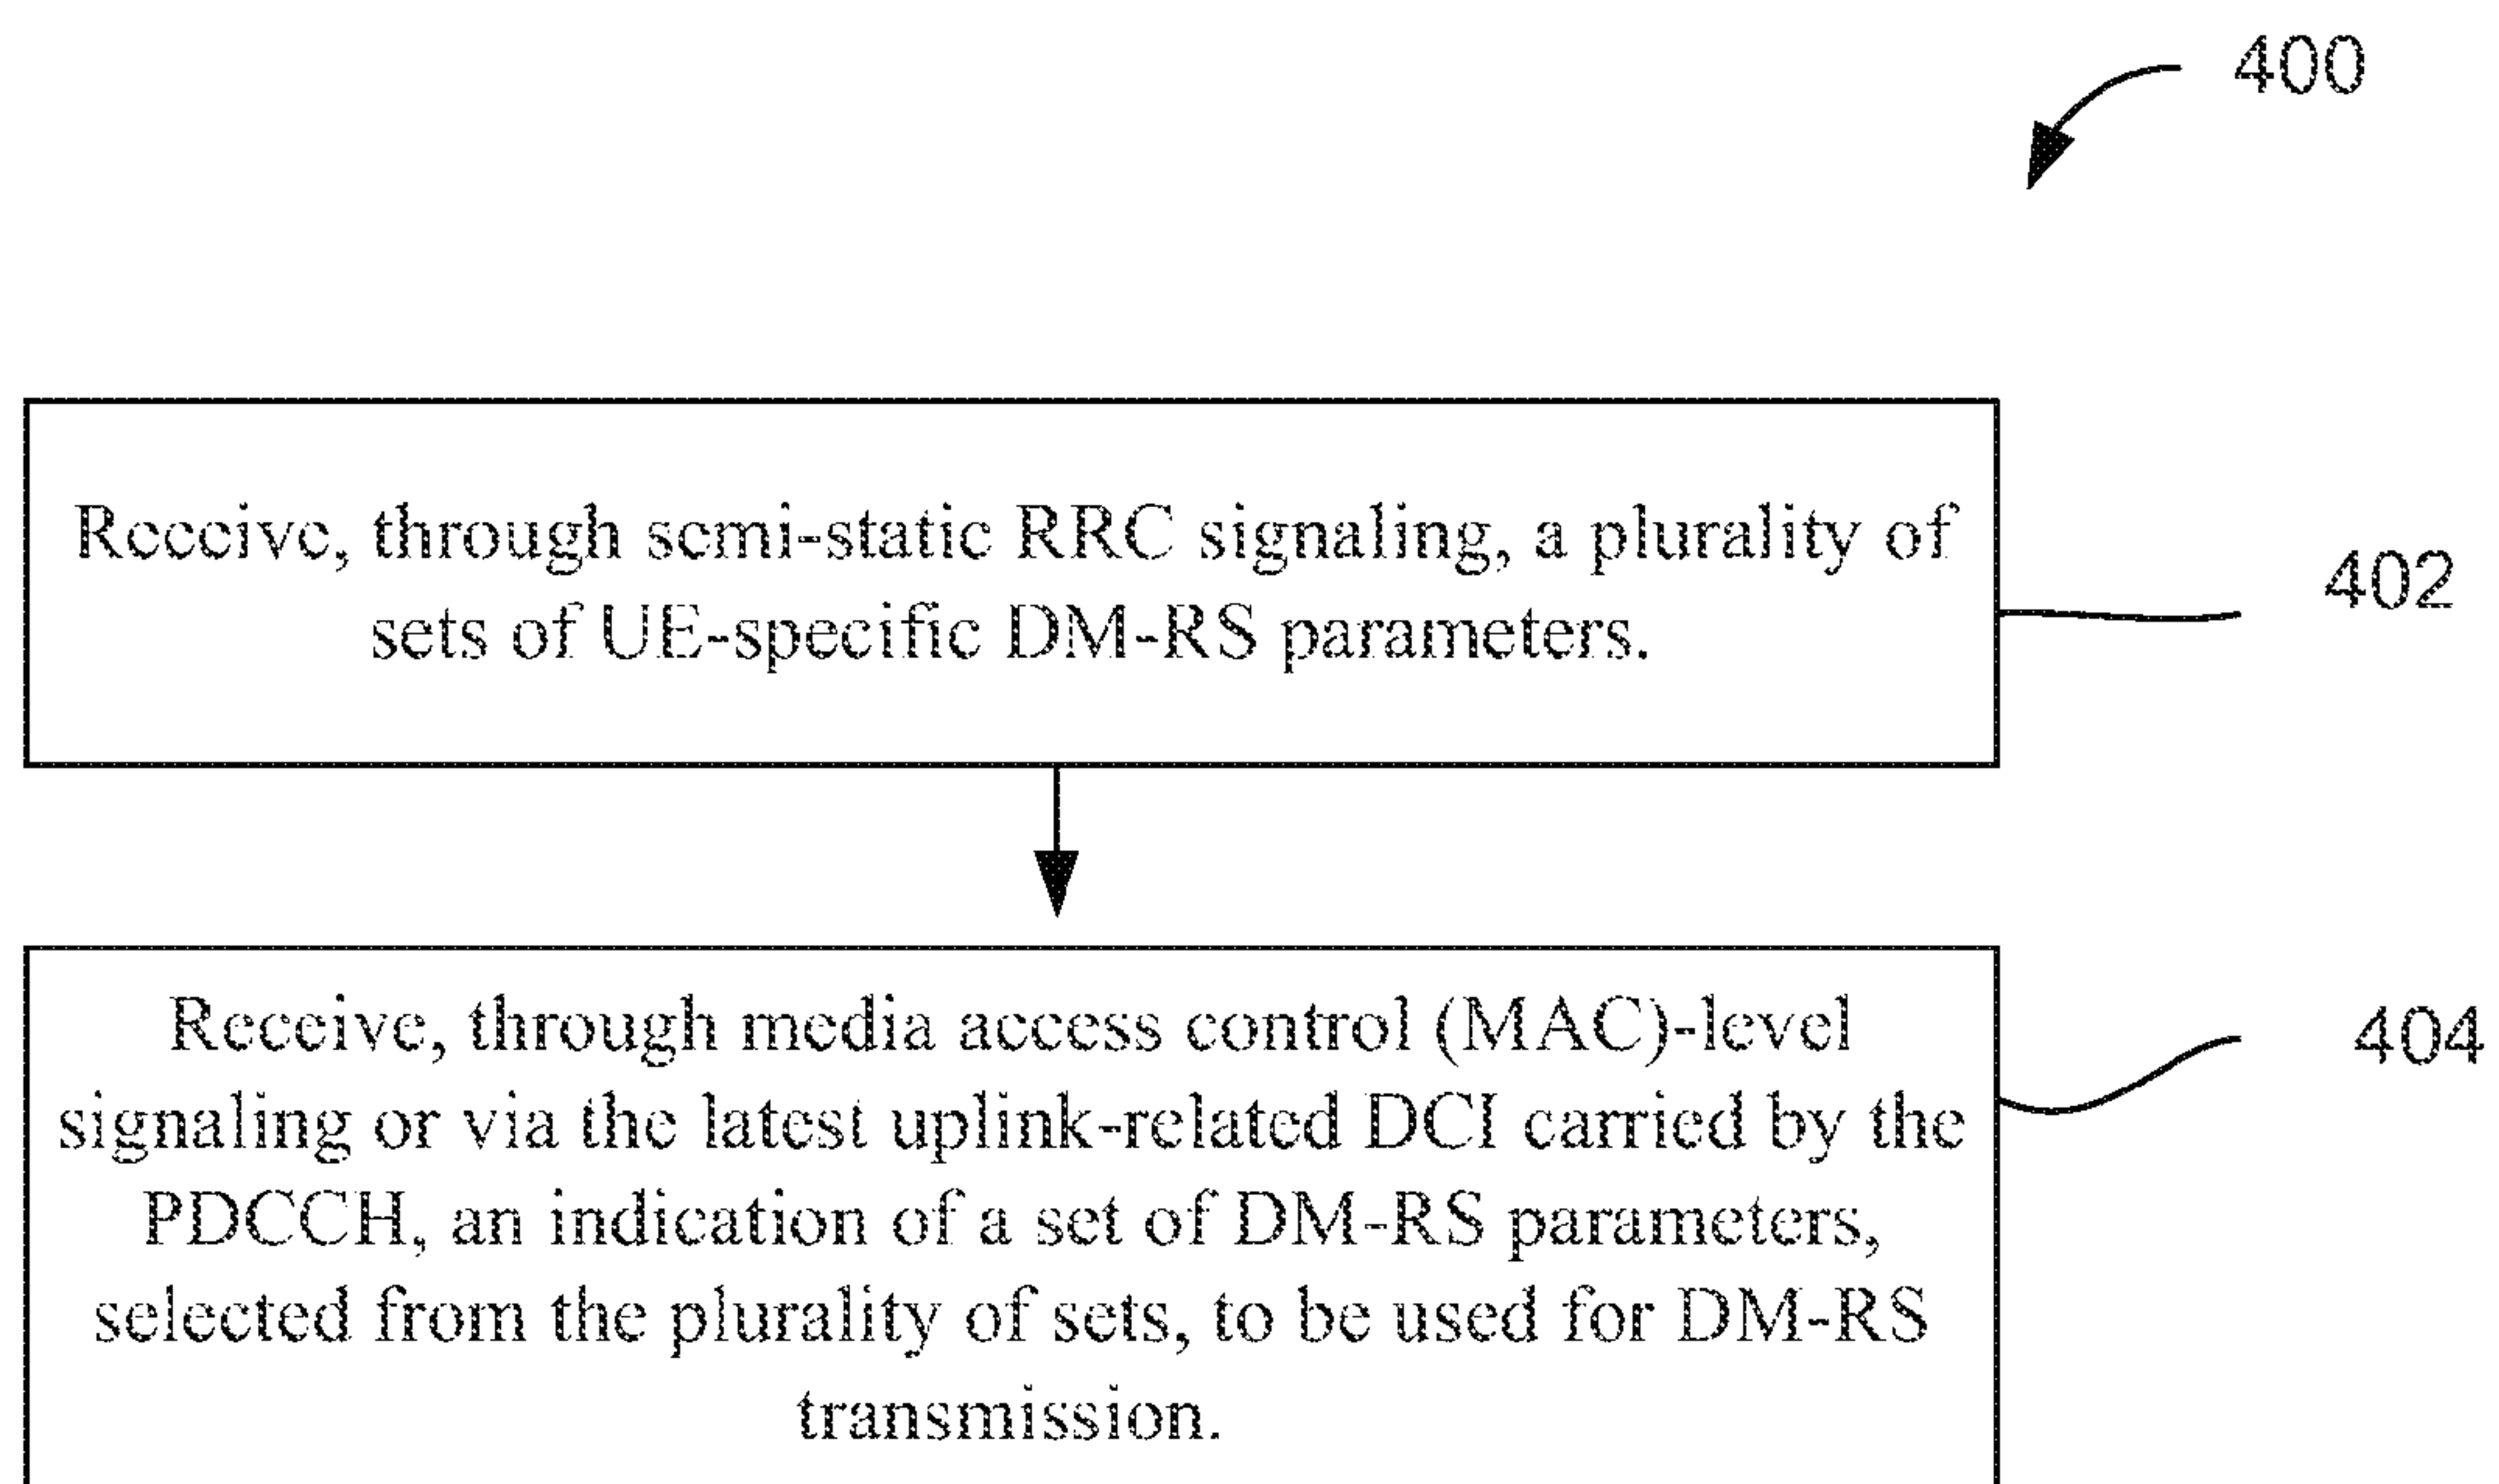 400
Receive, through semi-static RRC signaling, a plurality of
sets of UE-specific DM-RS parameters.
402
Receive, through media access control (MAC)-level
signaling or via the latest uplink-related DCI carried by the
PDCCH, an indication of a set of DM-RS parameters,
selected from the plurality of sets, to be used for DM-RS
transmission.
404